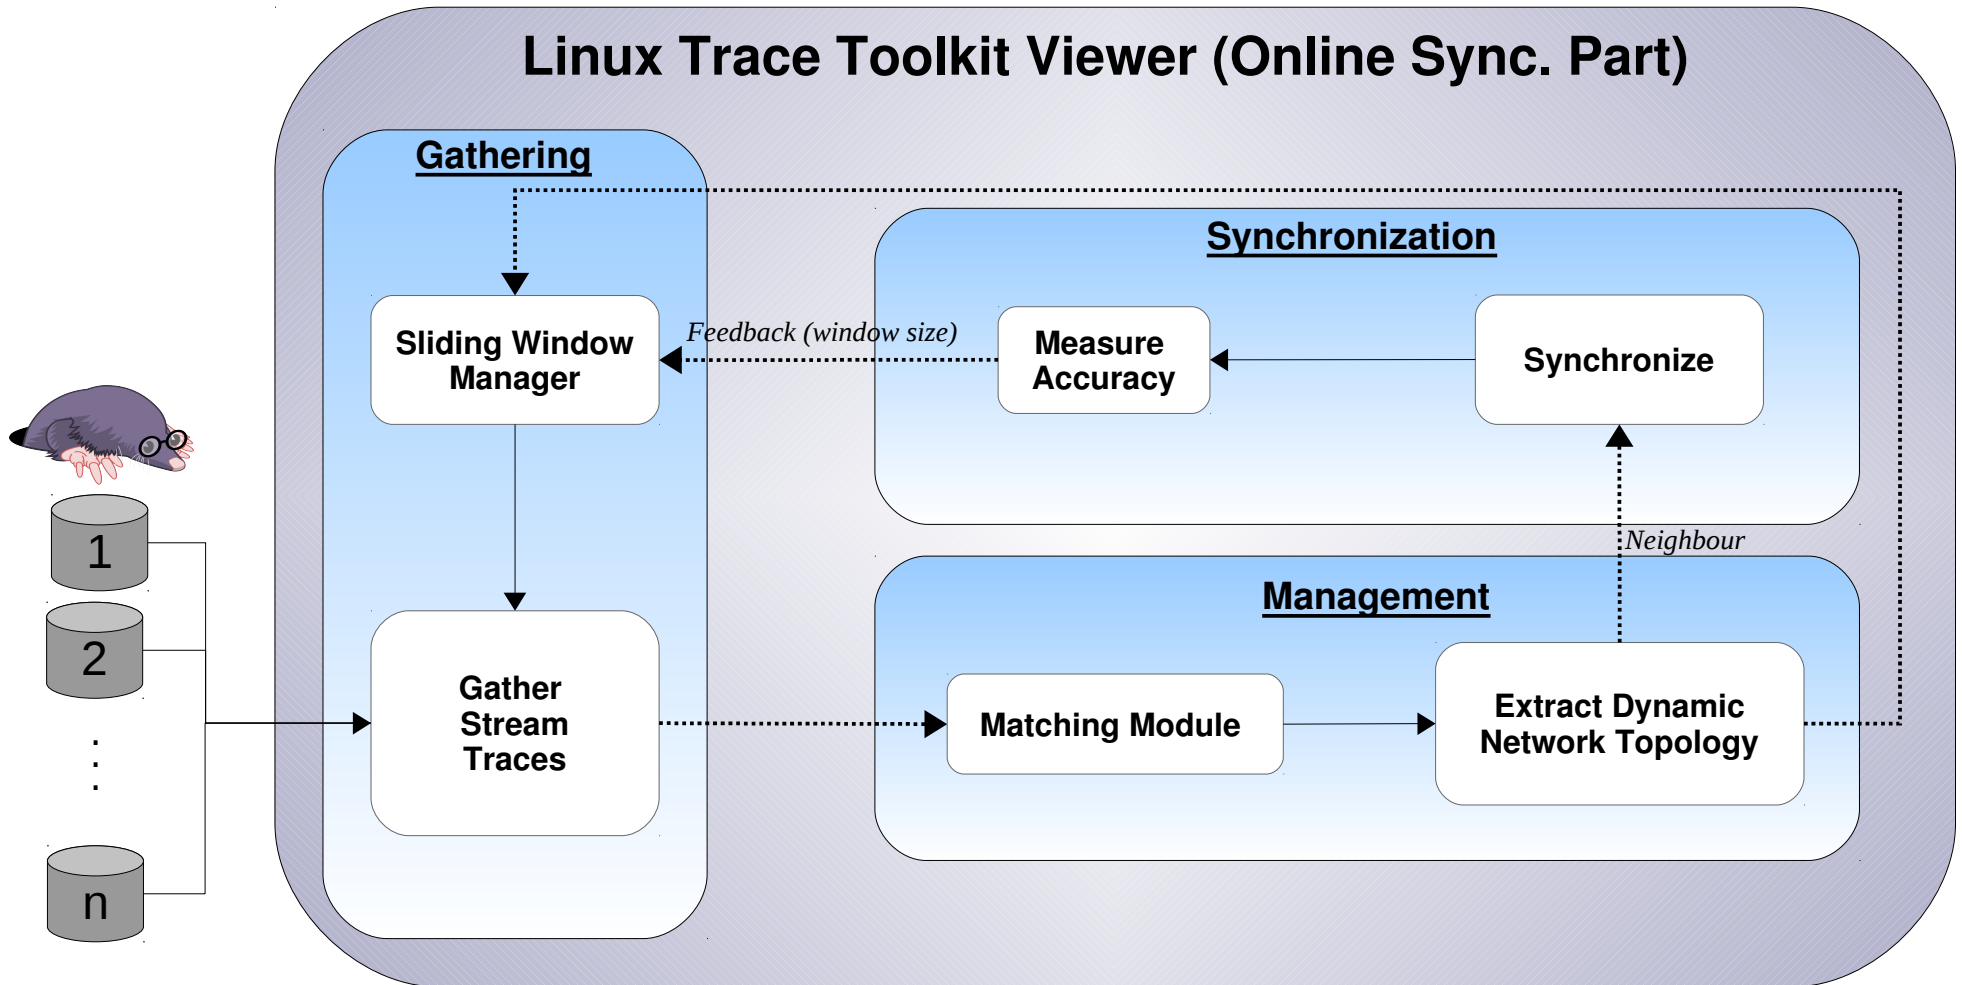 Linux Trace Toolkit Viewer (Online Sync. Part)
Gathering
Synchronization
Sliding Window
Manager
Feedback (window size)
Measure
Accuracy
Synchronize
1
2
n
Neighbour
Management
Gather
Stream
Traces
Matching Module
Extract Dynamic
Network Topology